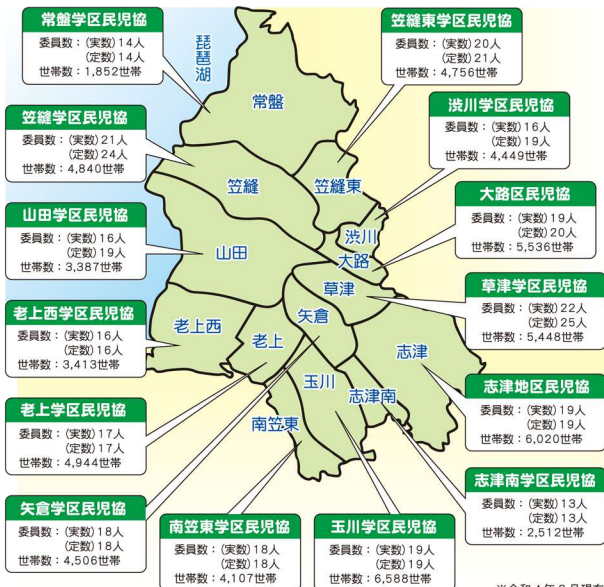 常盤学区民児協
委員数：(実数)14人
(定数)14人
世帯数：1,852世帯
笠縫東学区民児協
委員数：(実数)20人
(定数)21人
世帯数：4,756世帯
琵琶湖
常盤
笠縫学区民児協
委員数：(実数)21人
(定数)24人
世帯数：4,840世帯
渋川学区民児協
委員数：(実数)16人
(定数)19人
世帯数：4,449世帯
笠縫
笠縫東
山田学区民児協
委員数：(実数)16人
(定数)19人
世帯数：3,387世帯
大路区民児協
委員数：(実数)19人
(定数)20人
世帯数：5,536世帯
渋川
山田
大路
草津
草津学区民児協
委員数：(実数)22人
(定数)25人
世帯数：5,448世帯
老上西学区民児協
委員数：(実数)16人
(定数)16人
世帯数：3,413世帯
老上西
矢倉
老上
志津
玉川
志津南
南笠東
志津地区民児協
委員数：(実数)19人
(定数)19人
世帯数：6,020世帯
老上学区民児協
委員数：(実数)17人
(定数)17人
世帯数：4,944世帯
志津南学区民児協
委員数：(実数)13人
(定数)13人
世帯数：2,512世帯
矢倉学区民児協
委員数：(実数)18人
(定数)18人
世帯数：4,506世帯
南笠東学区民児協
委員数：(実数)18人
(定数)18人
世帯数：4,107世帯
玉川学区民児協
委員数：(実数)19人
(定数)19人
世帯数：6,588世帯